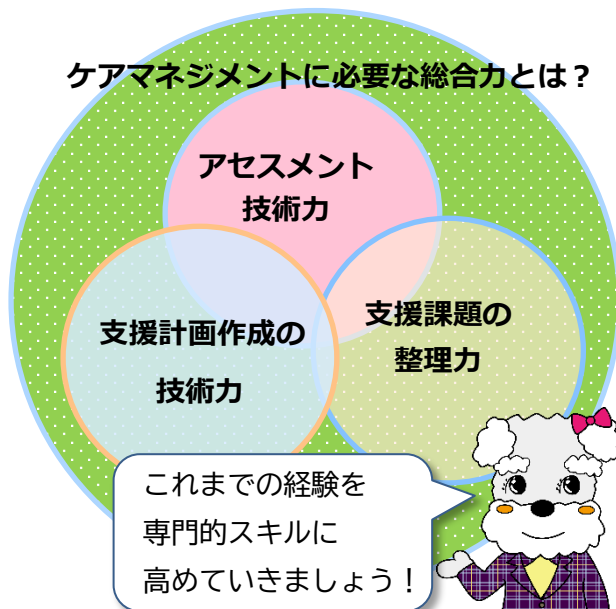 ケアマネジメントに必要な総合力とは？
アセスメント
技術力
支援計画作成の
技術力
支援課題の
整理力
これまでの経験を
専門的スキルに
高めていきましょう！